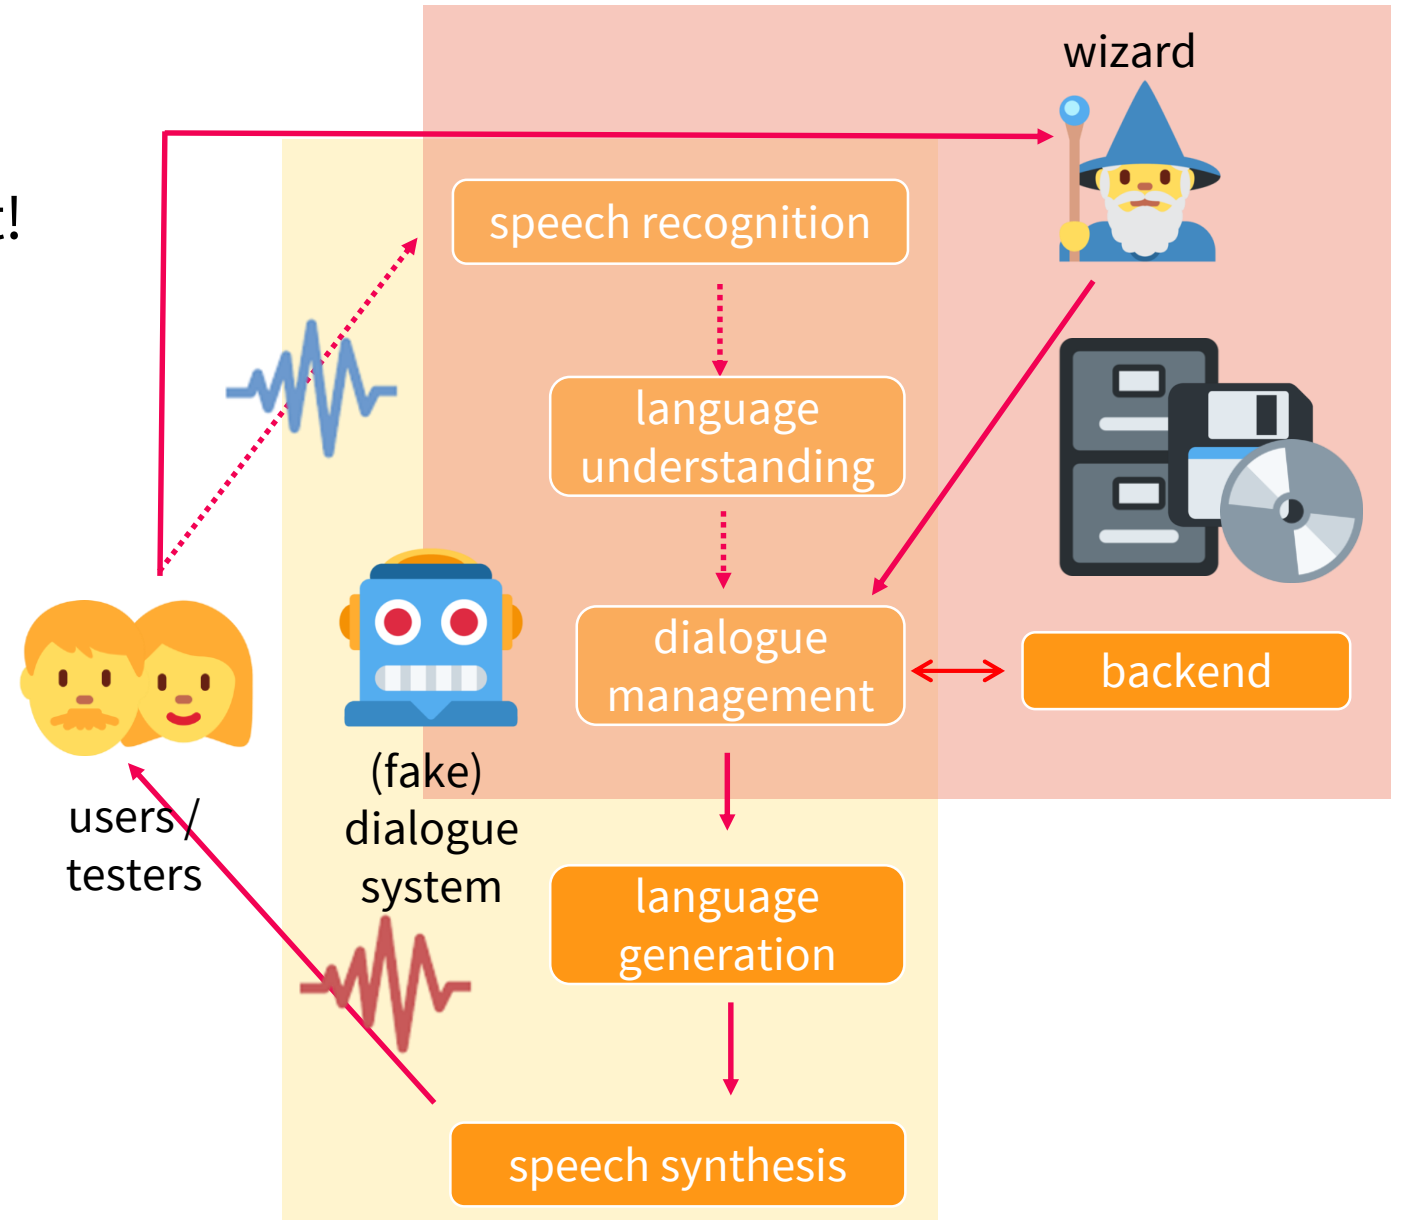 wizard
t!
speech recognition
language
understanding
dialogue
management
backend
(fake)
dialogue
system
users /
testers
language
generation
speech synthesis